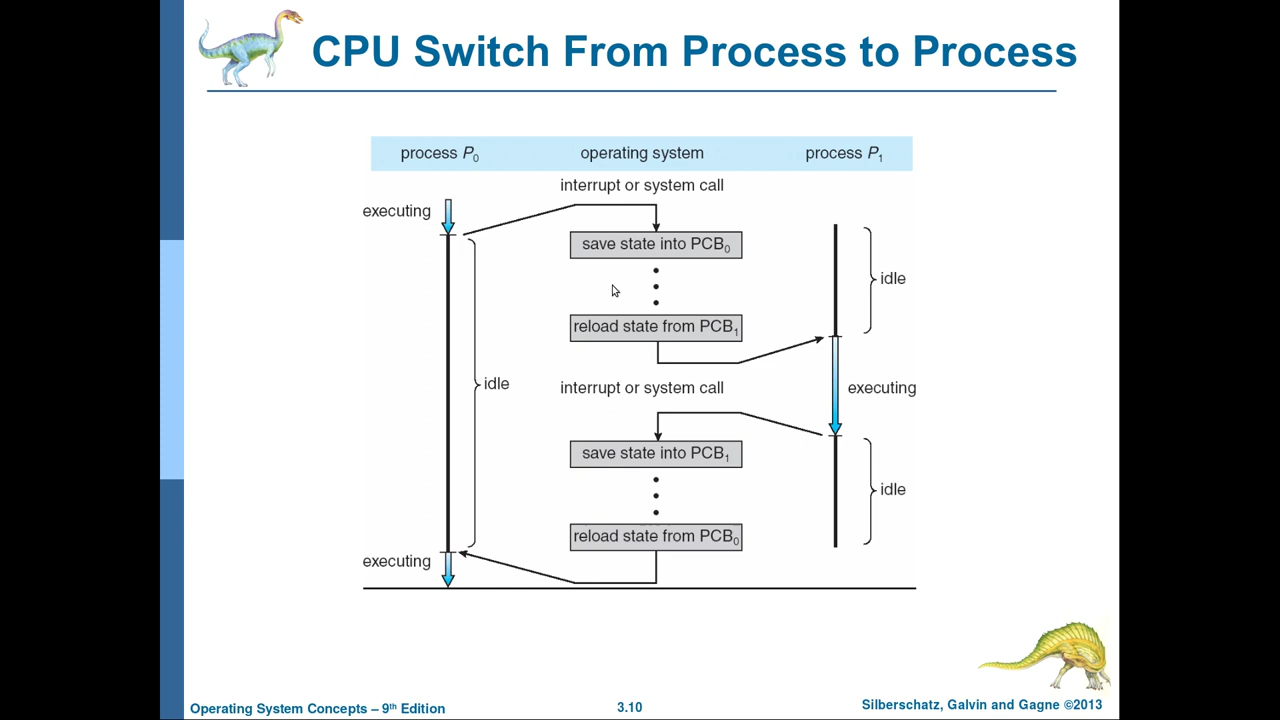 CPU Switch From Process to Process
process P0 operating system process P1
interrupt or system call
executing
save state into PCB0
idle
reload state from PCB1
idle
interrupt or system call
executing
save state into PCB1
idle
reload state from PCB0
executing
Operating System Concepts – 9th Edition
3.10
Silberschatz, Galvin and Gagne ©2013